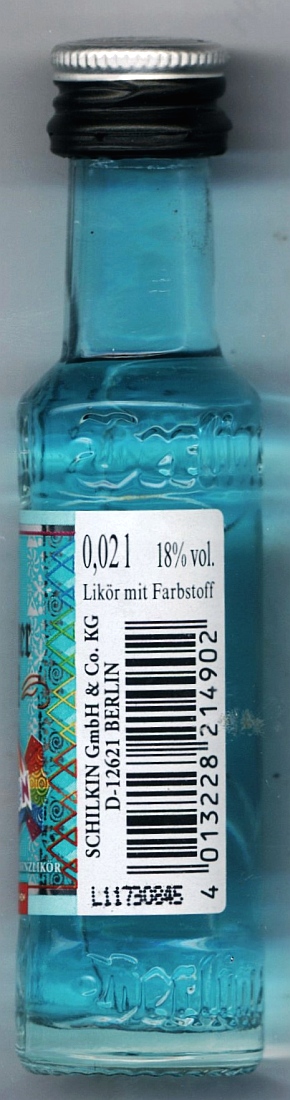 0,02 l 18% vol.
Likör mit Farbstoff
SCHILKIN GmbH & Co. KG
D-12621 BERLIN
4 013228 214902
L11730845